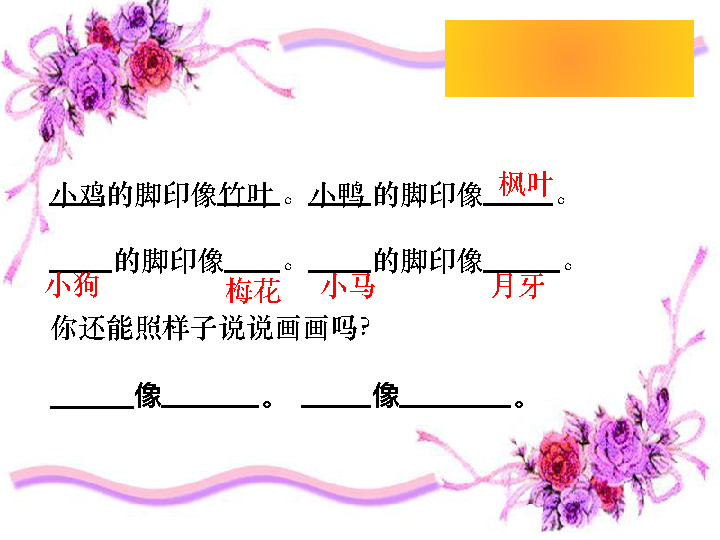 小鸡的脚印像竹叶。小鸭的脚印像枫叶。
____的脚印像____。____的脚印像____。
小狗 梅花 小马 月牙
你还能照样子说说画画吗?
____像____。____像____。